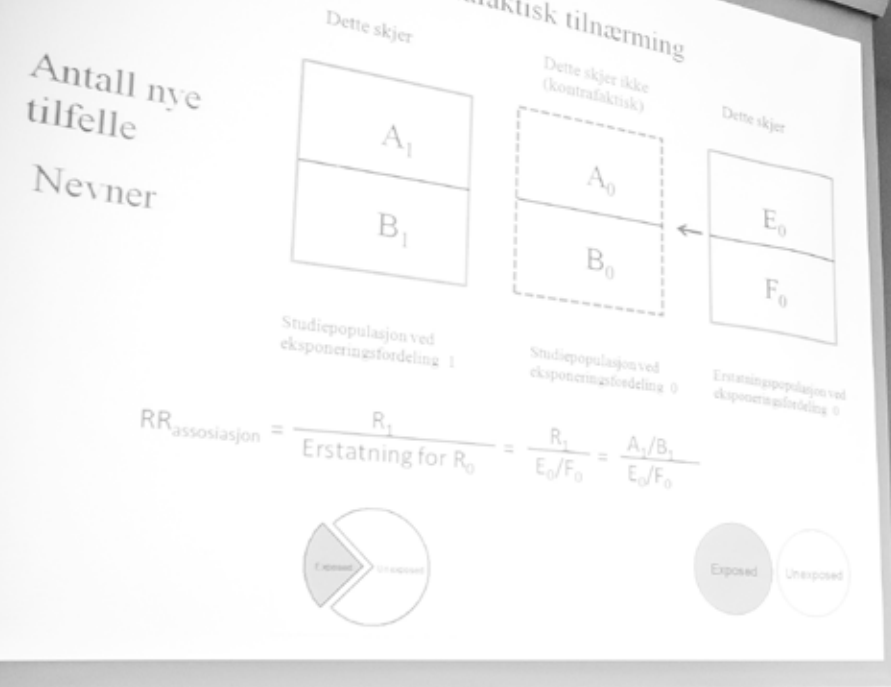 tilnærming
Antall nye
tilfelle
Nevner
Dette skjer
A₁
B₁
Studiepopulasjon ved
eksponeringsfordeling 1
Dette skjer ikke
(kontrafaktisk)
A₀
B₀
Studiepopulasjon ved
eksponeringsfordeling 0
Dette skjer
E₀
F₀
Erstatningspopulasjon ved
eksponeringsfordeling 0
RRassosiasjon = R₁ / Erstatning for R₀ = R₁ / E₀/F₀ = A₁/B₁ / E₀/F₀
Exposed
Unexposed
Exposed
Unexposed